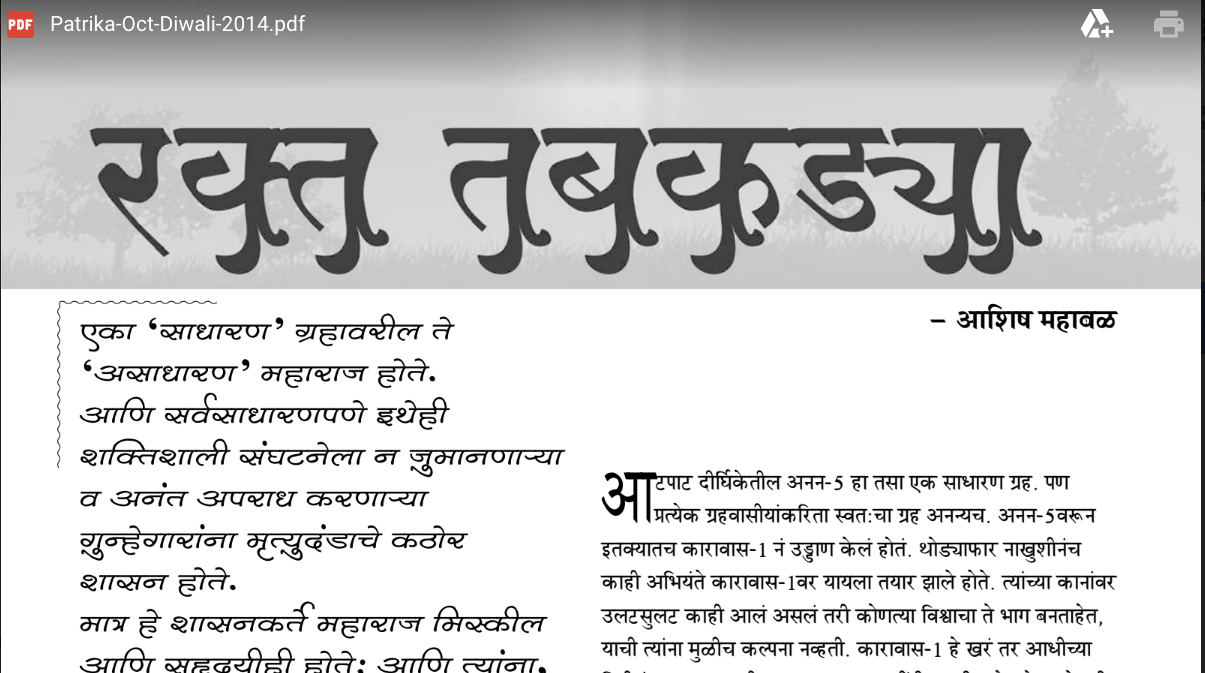 PDF Patrika-Oct-Diwali-2014.pdf
रक्त तबकड्या
– आशिष महाबळ
एका ‘साधारण’ ग्रहावरील ते
‘असाधारण’ महाराज होते.
आणि सर्वसाधारणपणे इथेही
शक्तिशाली संघटनेला न जुमानणाऱ्या
व अनंत अपराध करणाऱ्या
गुन्हेगारांना मृत्युदंडाचे कठोर
शासन होते.
मात्र हे शासनकर्ते महाराज मिस्कील
आणि सहृदयीही होते; आणि त्यांना,
आटपाट दीर्घिकेतील अनन-5 हा तसा एक साधारण ग्रह. पण
प्रत्येक ग्रहवासीयांकरिता स्वतःचा ग्रह अनन्यच. अनन-5वरून
इतक्यातच कारावास-1 नं उड्डाण केलं होतं. थोड्याफार नाखुशीनंच
काही अभियंते कारावास-1वर यायला तयार झाले होते. त्यांच्या कानांवर
उलटसुलट काही आलं असलं तरी कोणत्या विश्वाचा ते भाग बनताहेत,
याची त्यांना मुळीच कल्पना नव्हती. कारावास-1 हे खरं तर आधीच्या